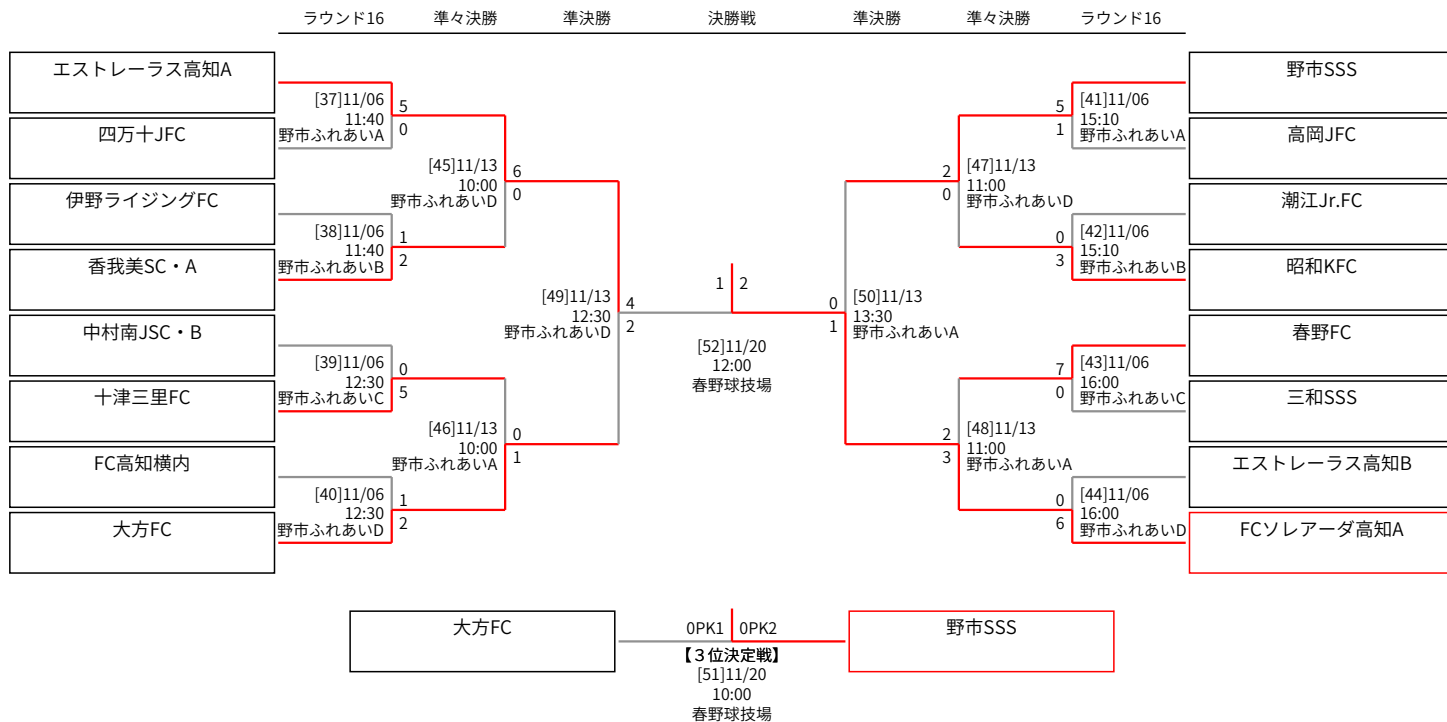 ラウンド16 準々決勝 準決勝 決勝戦 準決勝 準々決勝 ラウンド16
エストレーラス高知A
四万十JFC
伊野ライジングFC
香我美SC・A
中村南JSC・B
十津三里FC
FC高知横内
大方FC
[37]11/06
11:40
野市ふれあいA
5
0
[38]11/06
11:40
野市ふれあいB
1
2
[39]11/06
12:30
野市ふれあいC
0
5
[40]11/06
12:30
野市ふれあいD
1
2
[45]11/13
10:00
野市ふれあいD
6
0
[46]11/13
10:00
野市ふれあいA
0
1
[49]11/13
12:30
野市ふれあいD
4
2
1 2
[52]11/20
12:00
春野球技場
0
1
[50]11/13
13:30
野市ふれあいA
2
0
[47]11/13
11:00
野市ふれあいD
2
3
[48]11/13
11:00
野市ふれあいA
5
1
[41]11/06
15:10
野市ふれあいA
0
3
[42]11/06
15:10
野市ふれあいB
7
0
[43]11/06
16:00
野市ふれあいC
0
6
[44]11/06
16:00
野市ふれあいD
野市SSS
高岡JFC
潮江Jr.FC
昭和KFC
春野FC
三和SSS
エストレーラス高知B
FCソレアーダ高知A
大方FC
0PK1 0PK2
野市SSS
【３位決定戦】
[51]11/20
10:00
春野球技場